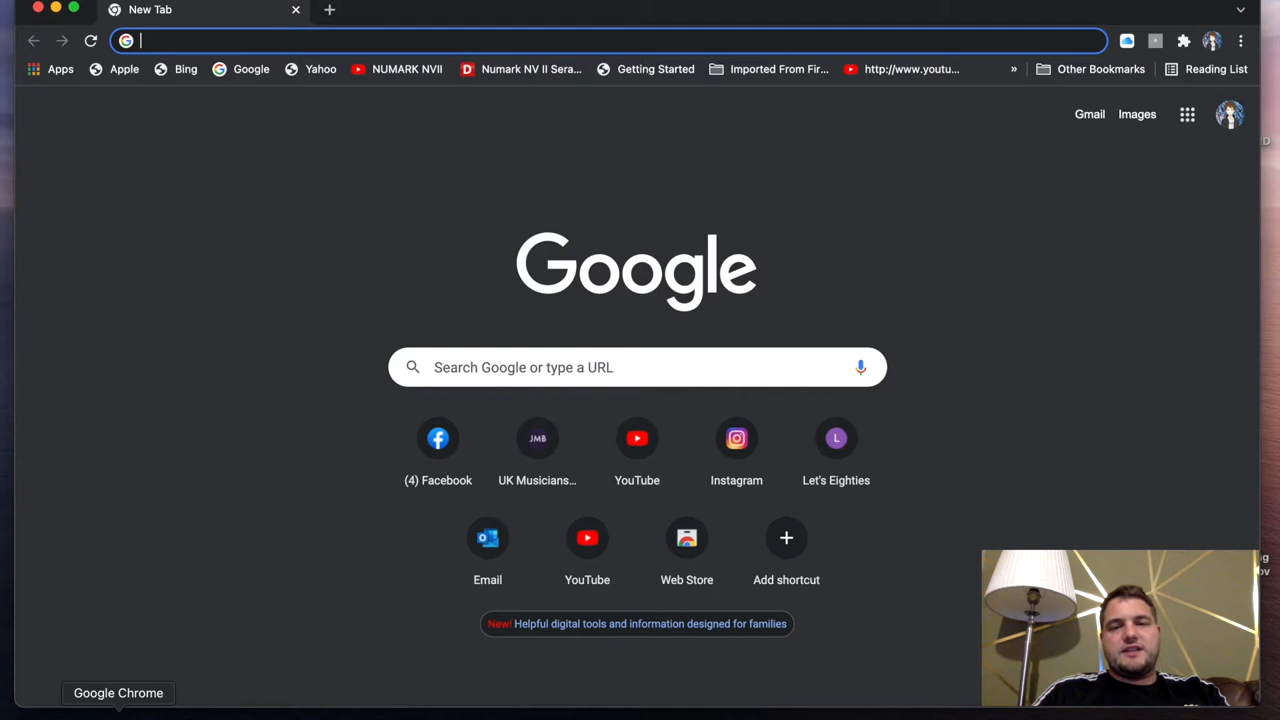 New Tab
Apps Apple Bing Google Yahoo NUMARK NVII Numark NV II Sera... Getting Started Imported From Fir... http://www.youtu... » Other Bookmarks Reading List
Gmail Images
Google
Search Google or type a URL
JMB L
(4) Facebook UK Musicians... YouTube Instagram Let's Eighties
Email YouTube Web Store Add shortcut
New! Helpful digital tools and information designed for families
Google Chrome